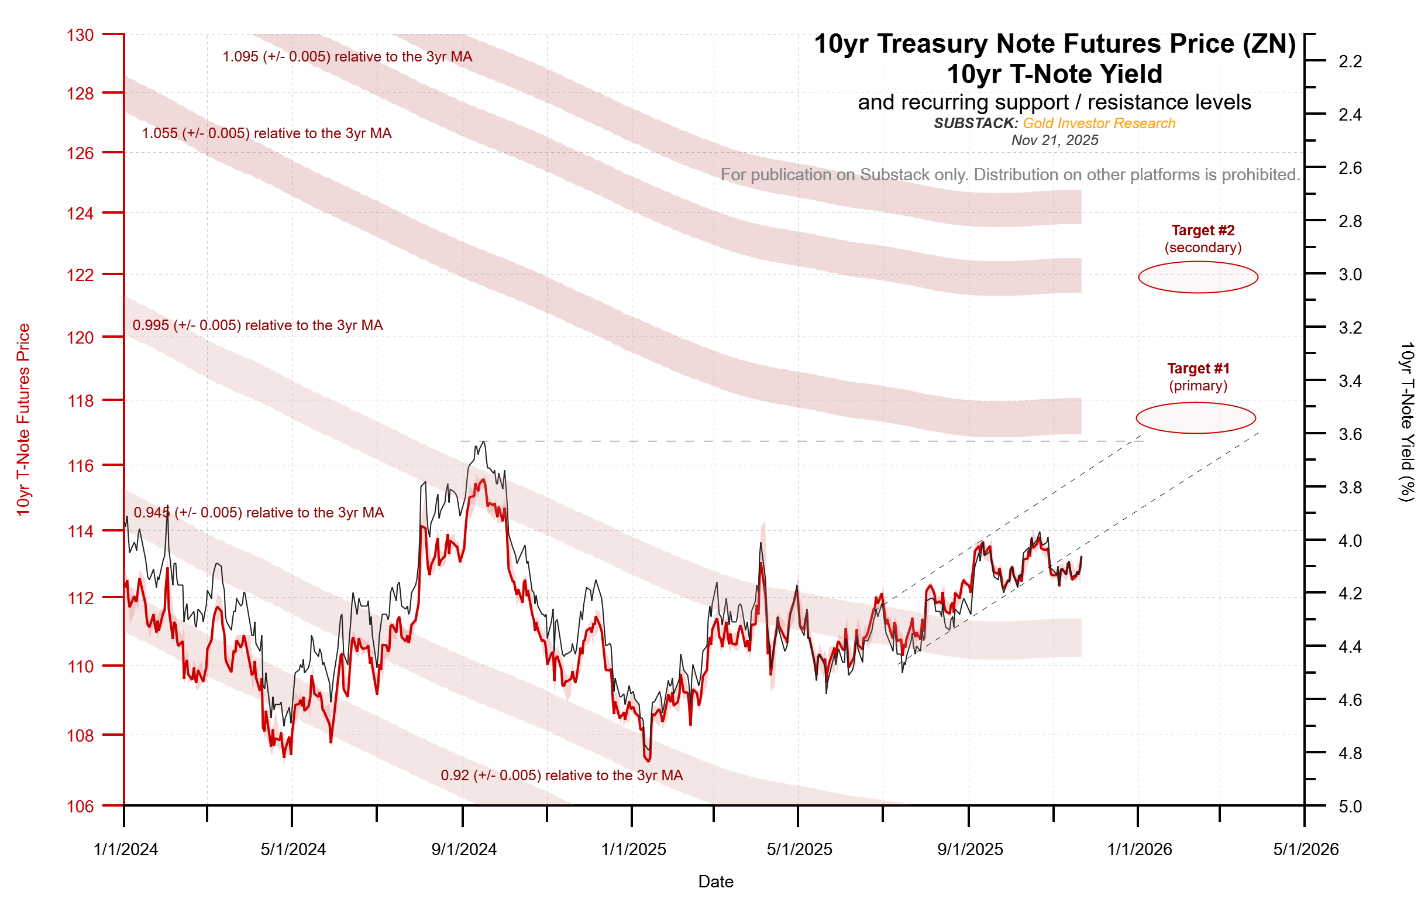 10yr Treasury Note Futures Price (ZN)
10yr T-Note Yield
and recurring support / resistance levels
SUBSTACK: Gold Investor Research
Nov 21, 2025
For publication on Substack only. Distribution on other platforms is prohibited.
1.095 (+/- 0.005) relative to the 3yr MA
1.055 (+/- 0.005) relative to the 3yr MA
0.995 (+/- 0.005) relative to the 3yr MA
0.945 (+/- 0.005) relative to the 3yr MA
0.92 (+/- 0.005) relative to the 3yr MA
Target #2
(secondary)
Target #1
(primary)
10yr T-Note Futures Price
130
128
126
124
122
120
118
116
114
112
110
108
106
10yr T-Note Yield (%)
2.2
2.4
2.6
2.8
3.0
3.2
3.4
3.6
3.8
4.0
4.2
4.4
4.6
4.8
5.0
1/1/2024
5/1/2024
9/1/2024
1/1/2025
5/1/2025
9/1/2025
1/1/2026
5/1/2026
Date